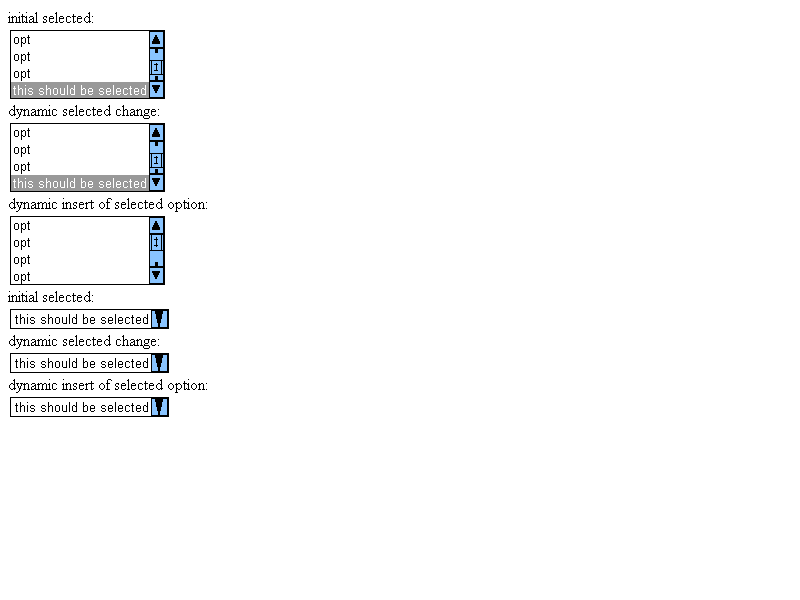 initial selected:
opt
opt
opt
this should be selected
dynamic selected change:
opt
opt
opt
this should be selected
dynamic insert of selected option:
opt
opt
opt
opt
initial selected:
this should be selected
dynamic selected change:
this should be selected
dynamic insert of selected option:
this should be selected